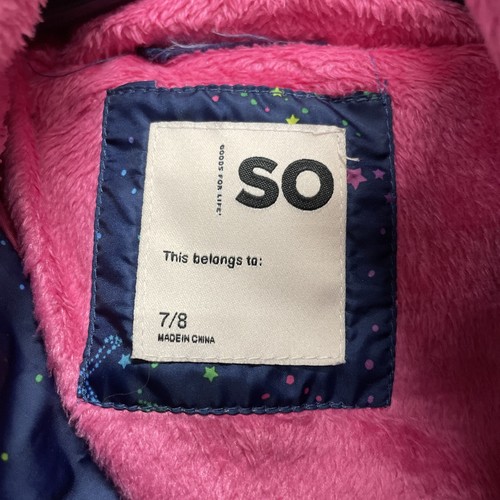 GOODS FOR LIFE®
SO
This belongs to:
7/8
MADE IN CHINA